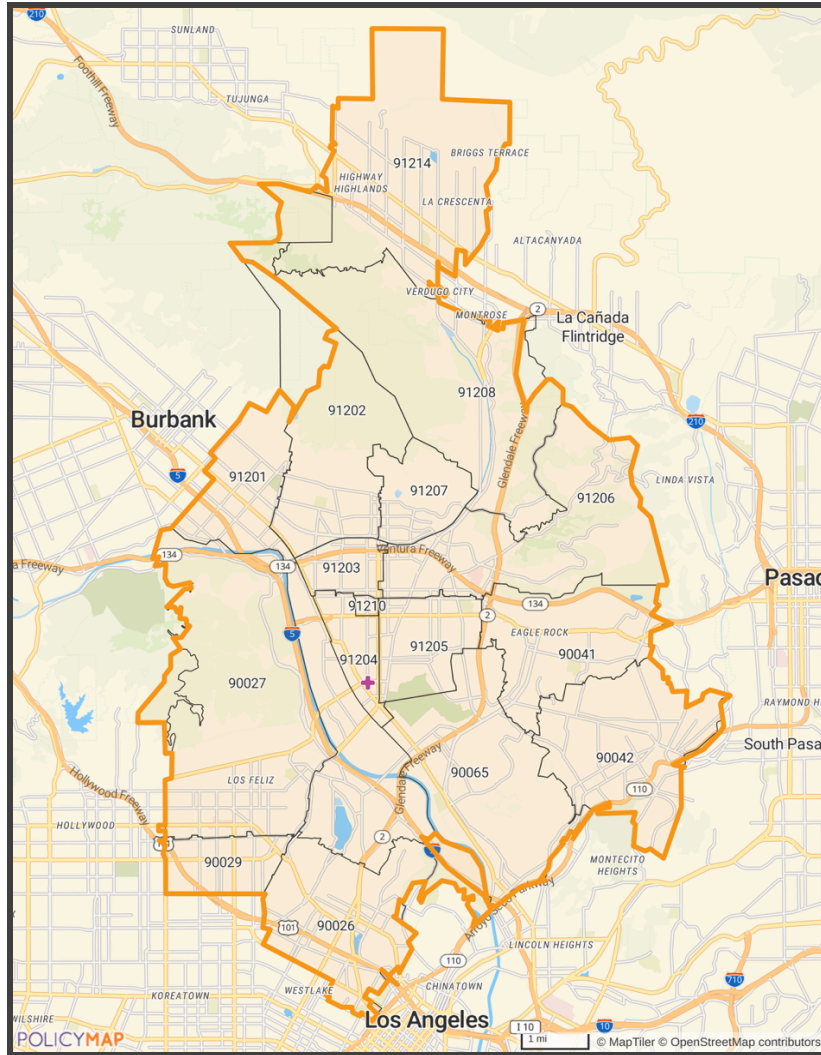 210
SUNLAND
Foothill Freeway
TUJUNGA
BRIGGS TERRACE
91214
HIGHWAY
HIGHLANDS
LA CRESCENTA
ALTACANYADA
VERDUGO CITY
2
MONTROSE
La Cañada
Flintridge
91208
91202
Burbank
210
Glendale Freeway
5
91201
91207
91206
LINDA VISTA
134
Ventura Freeway
a Freeway
134
91203
Pasad
91210
134
2
5
EAGLE ROCK
91205
91204
90041
90027
RAYMOND H
South Pasa
90042
90065
Glendale Freeway
LOS FELIZ
110
Hollywood Freeway
HOLLYWOOD
2
90029
MONTECITO
HEIGHTS
Arroyo Seco Parkway
90026
101
LINCOLN HEIGHTS
110
710
CHINATOWN
WESTLAKE
KOREATOWN
WILSHIRE
Los Angeles
I 10
10
POLICYMAP
1 mi
© MapTiler © OpenStreetMap contributors